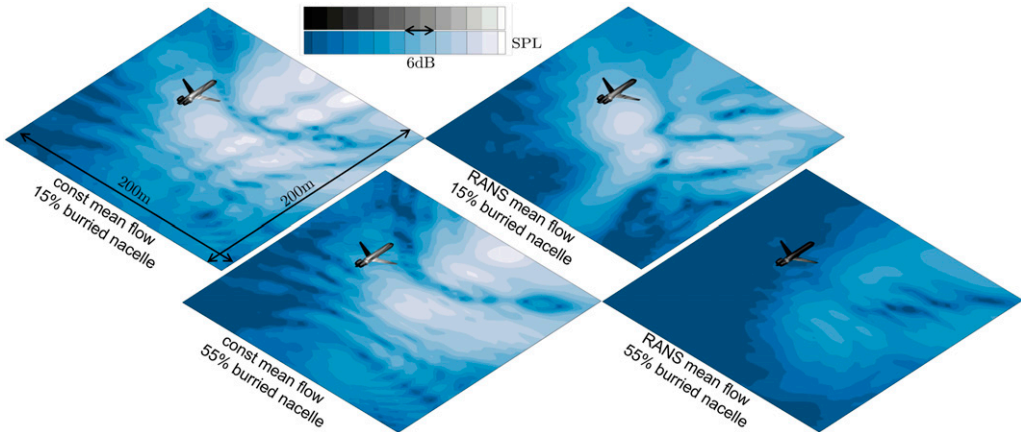 SPL
6dB
200m
200m
const mean flow
15% burried nacelle
RANS mean flow
15% burried nacelle
const mean flow
55% burried nacelle
RANS mean flow
55% burried nacelle